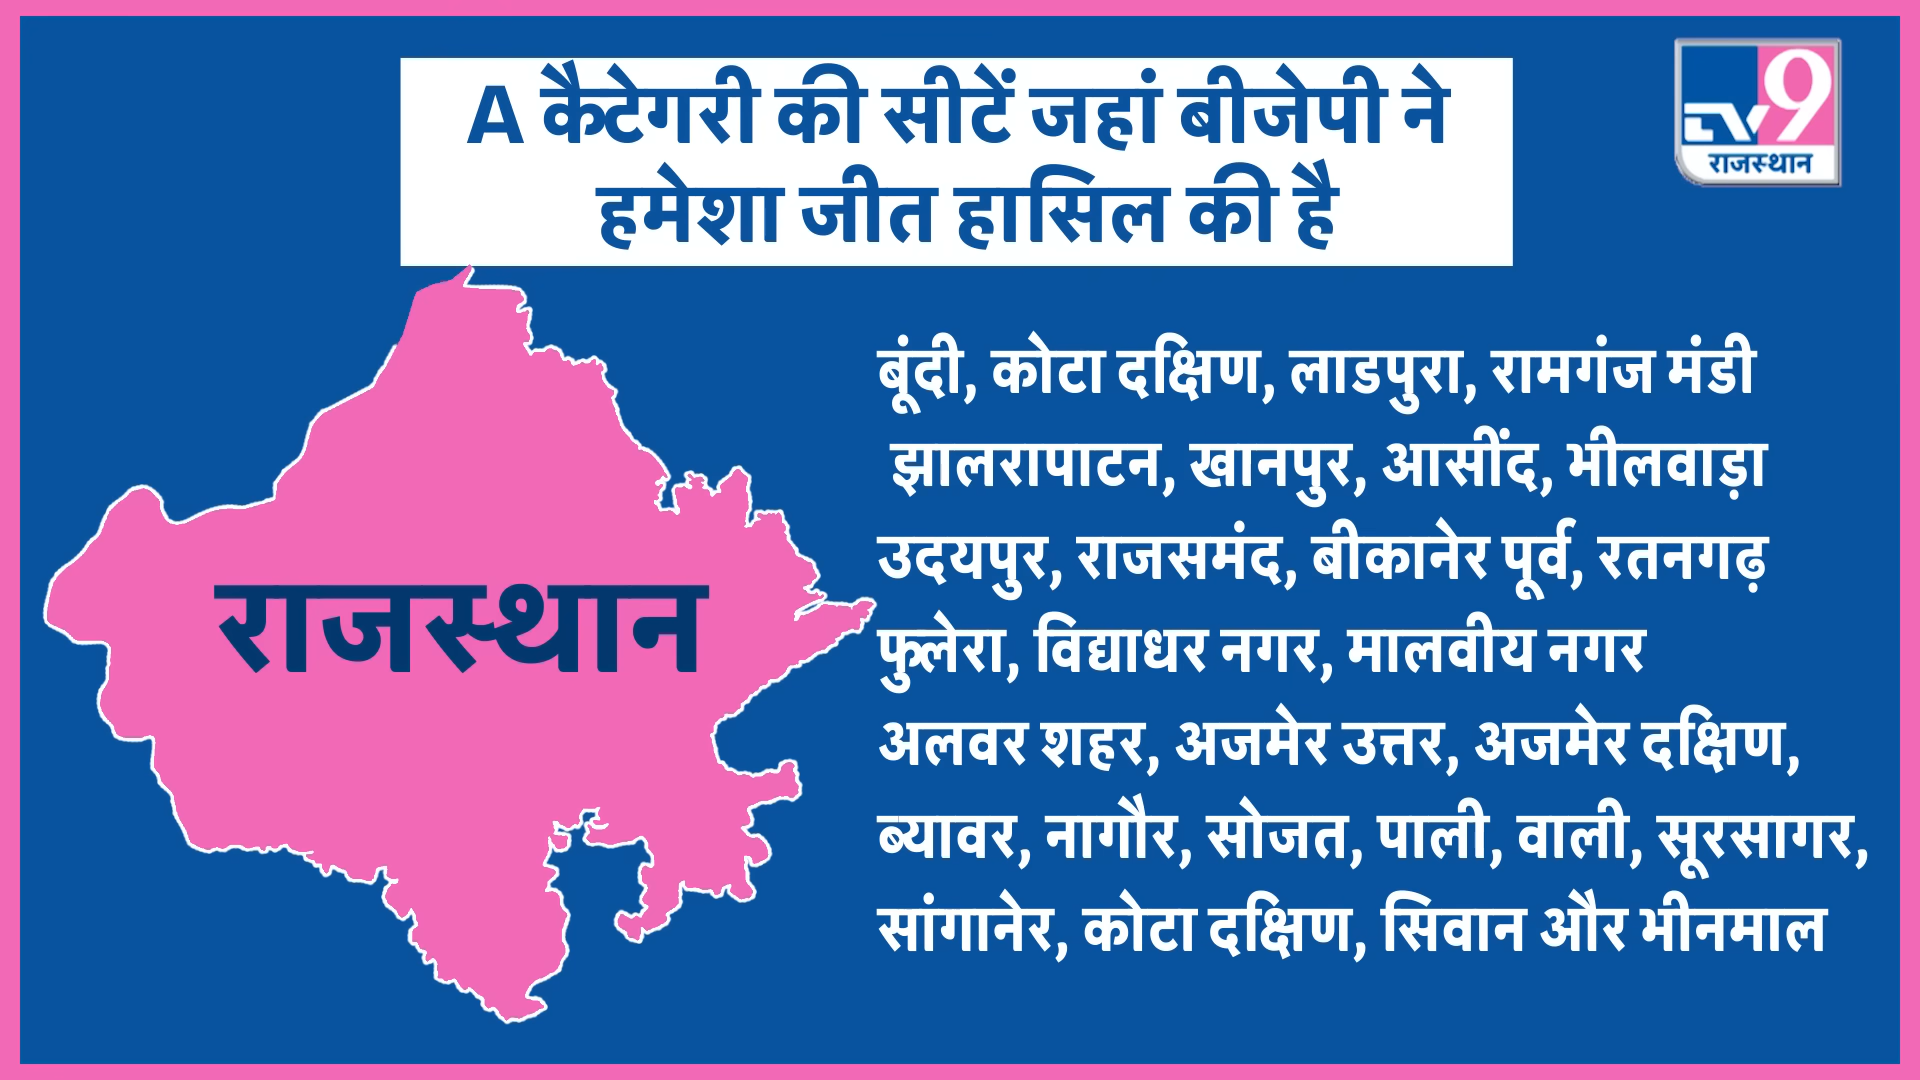 A कैटेगरी की सीटें जहां बीजेपी ने
हमेशा जीत हासिल की है
TV9
राजस्थान
राजस्थान
बूंदी, कोटा दक्षिण, लाडपुरा, रामगंज मंडी
झालरापाटन, खानपुर, आसींद, भीलवाड़ा
उदयपुर, राजसमंद, बीकानेर पूर्व, रतनगढ़
फुलेरा, विद्याधर नगर, मालवीय नगर
अलवर शहर, अजमेर उत्तर, अजमेर दक्षिण,
ब्यावर, नागौर, सोजत, पाली, वाली, सूरसागर,
सांगानेर, कोटा दक्षिण, सिवान और भीनमाल